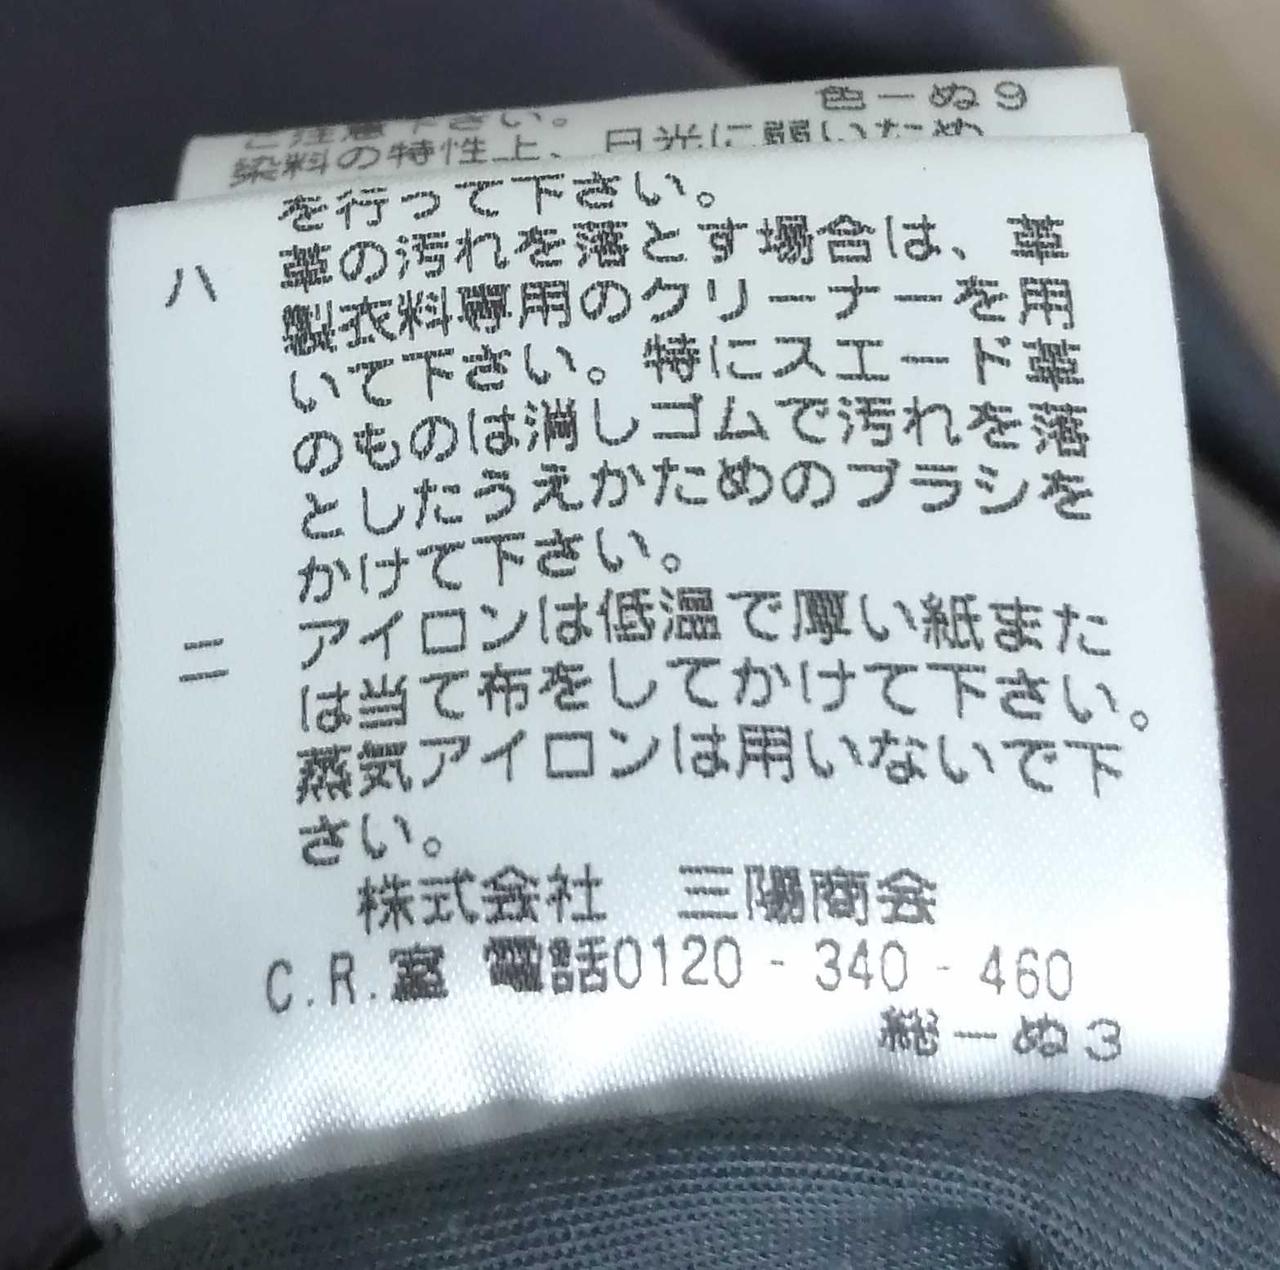 色－ぬ9
ご注意下さい。
染料の特性上、日光に弱いため
を行って下さい。
ハ 革の汚れを落とす場合は、革
製衣料専用のクリーナーを用
いて下さい。特にスエード革
のものは消しゴムで汚れを落
としたうえかためのブラシを
かけて下さい。
ニ アイロンは低温で厚い紙また
は当て布をしてかけて下さい。
蒸気アイロンは用いないで下
さい。
株式会社 三陽商会
C.R.室 電話0120-340-460
総－ぬ3